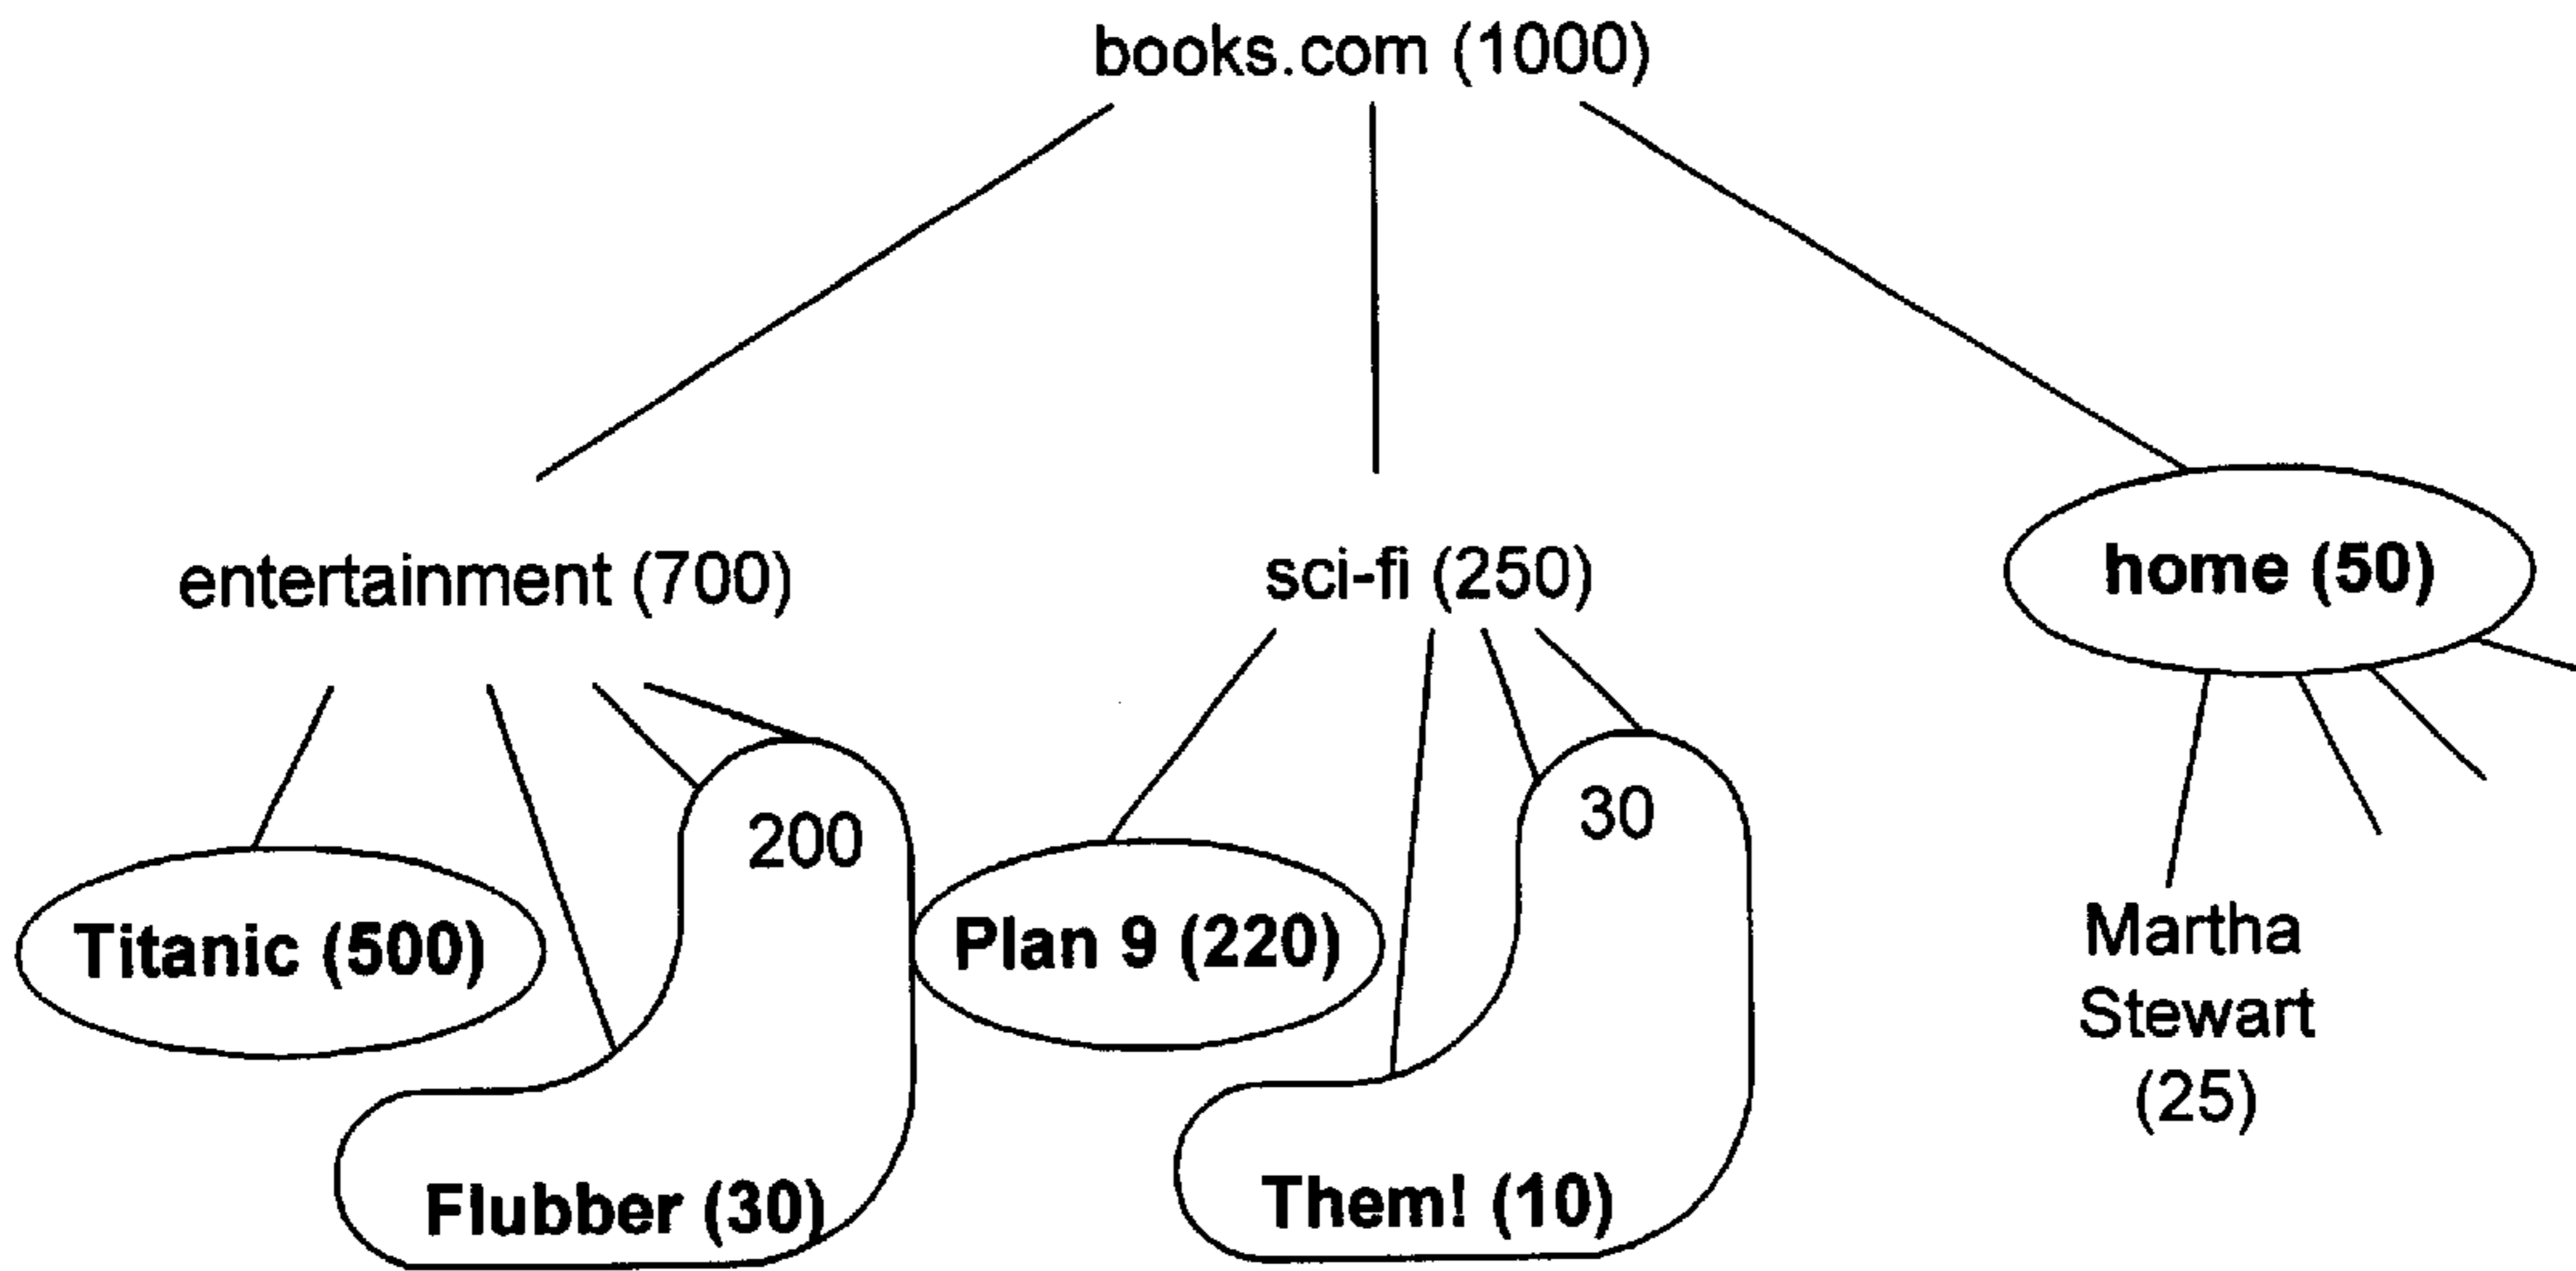 books.com (1000)
entertainment (700)
sci-fi (250)
home (50)
200
30
Titanic (500)
Plan 9 (220)
Martha
Stewart
(25)
Flubber (30)
Them! (10)